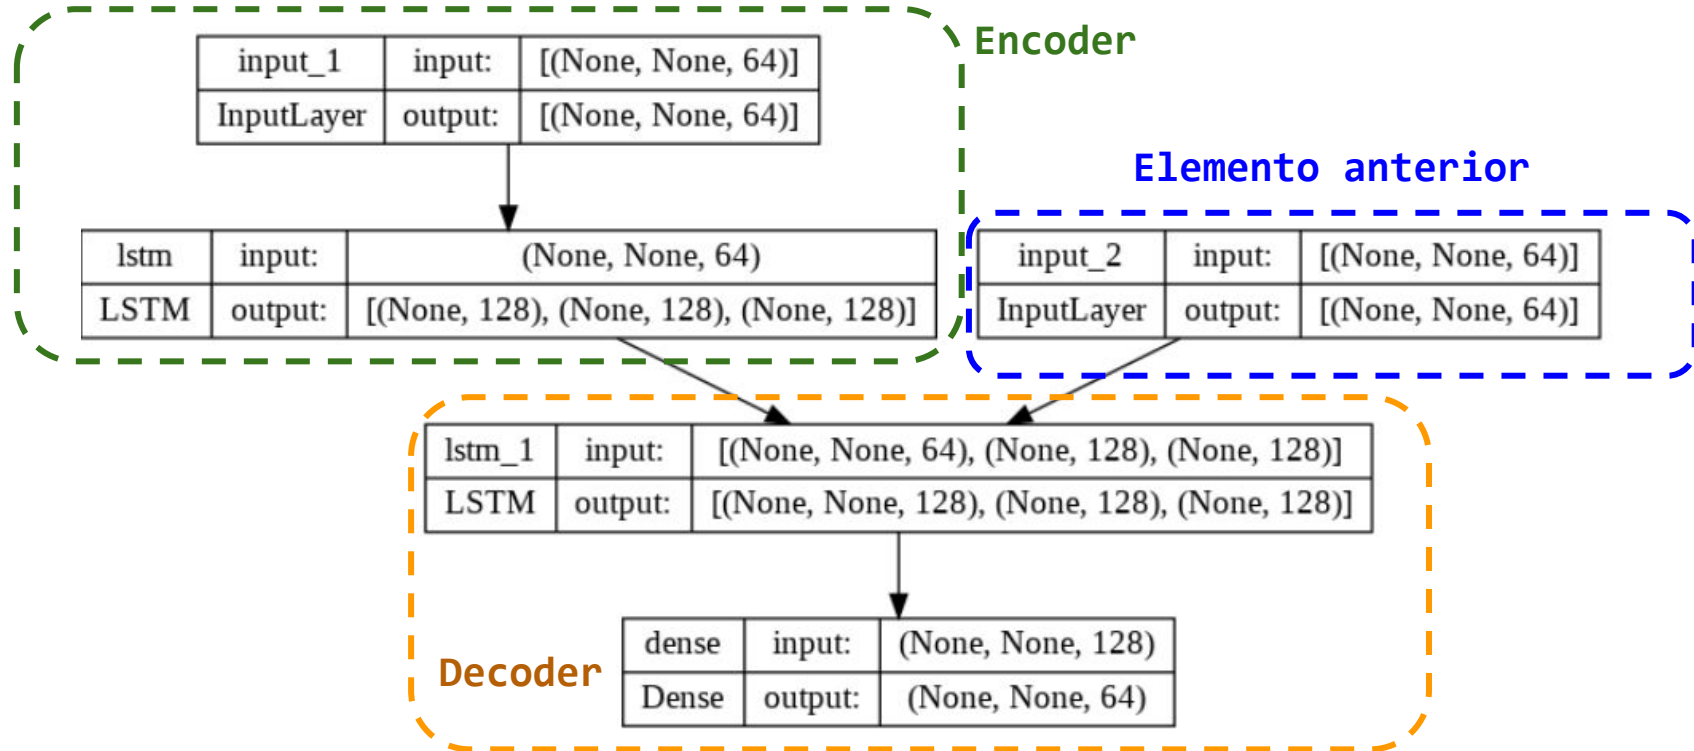 Encoder
input_1 input: [(None, None, 64)]
InputLayer output: [(None, None, 64)]
Elemento anterior
lstm input: (None, None, 64)
LSTM output: [(None, 128), (None, 128), (None, 128)]
input_2 input: [(None, None, 64)]
InputLayer output: [(None, None, 64)]
lstm_1 input: [(None, None, 64), (None, 128), (None, 128)]
LSTM output: [(None, None, 128), (None, 128), (None, 128)]
Decoder
dense input: (None, None, 128)
Dense output: (None, None, 64)